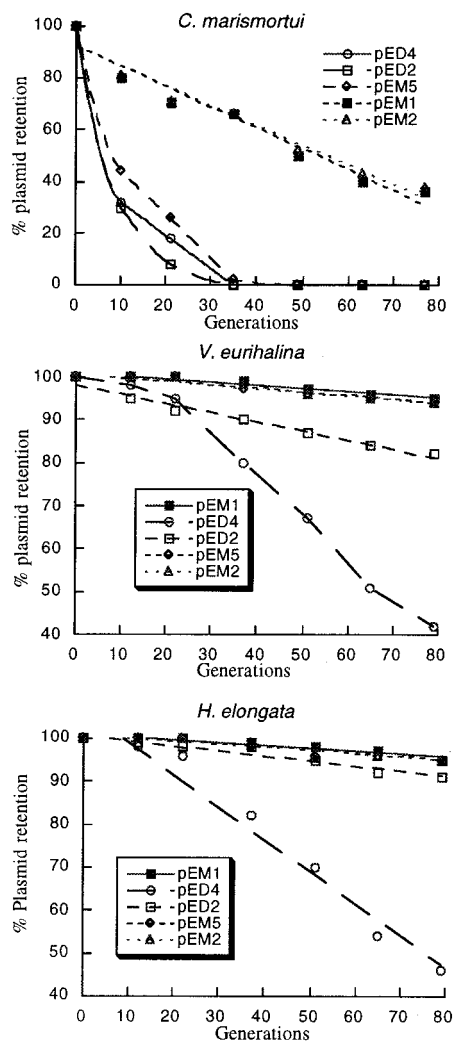 C. marismortui
% plasmid retention
100
80
60
40
20
0
pED4
pED2
pEM5
pEM1
pEM2
0 10 20 30 40 50 60 70 80
Generations
V. eurihalina
% plasmid retention
100
90
80
70
60
50
40
pEM1
pED4
pED2
pEM5
pEM2
0 10 20 30 40 50 60 70 80
Generations
H. elongata
% Plasmid retention
100
90
80
70
60
50
40
pEM1
pED4
pED2
pEM5
pEM2
0 10 20 30 40 50 60 70 80
Generations